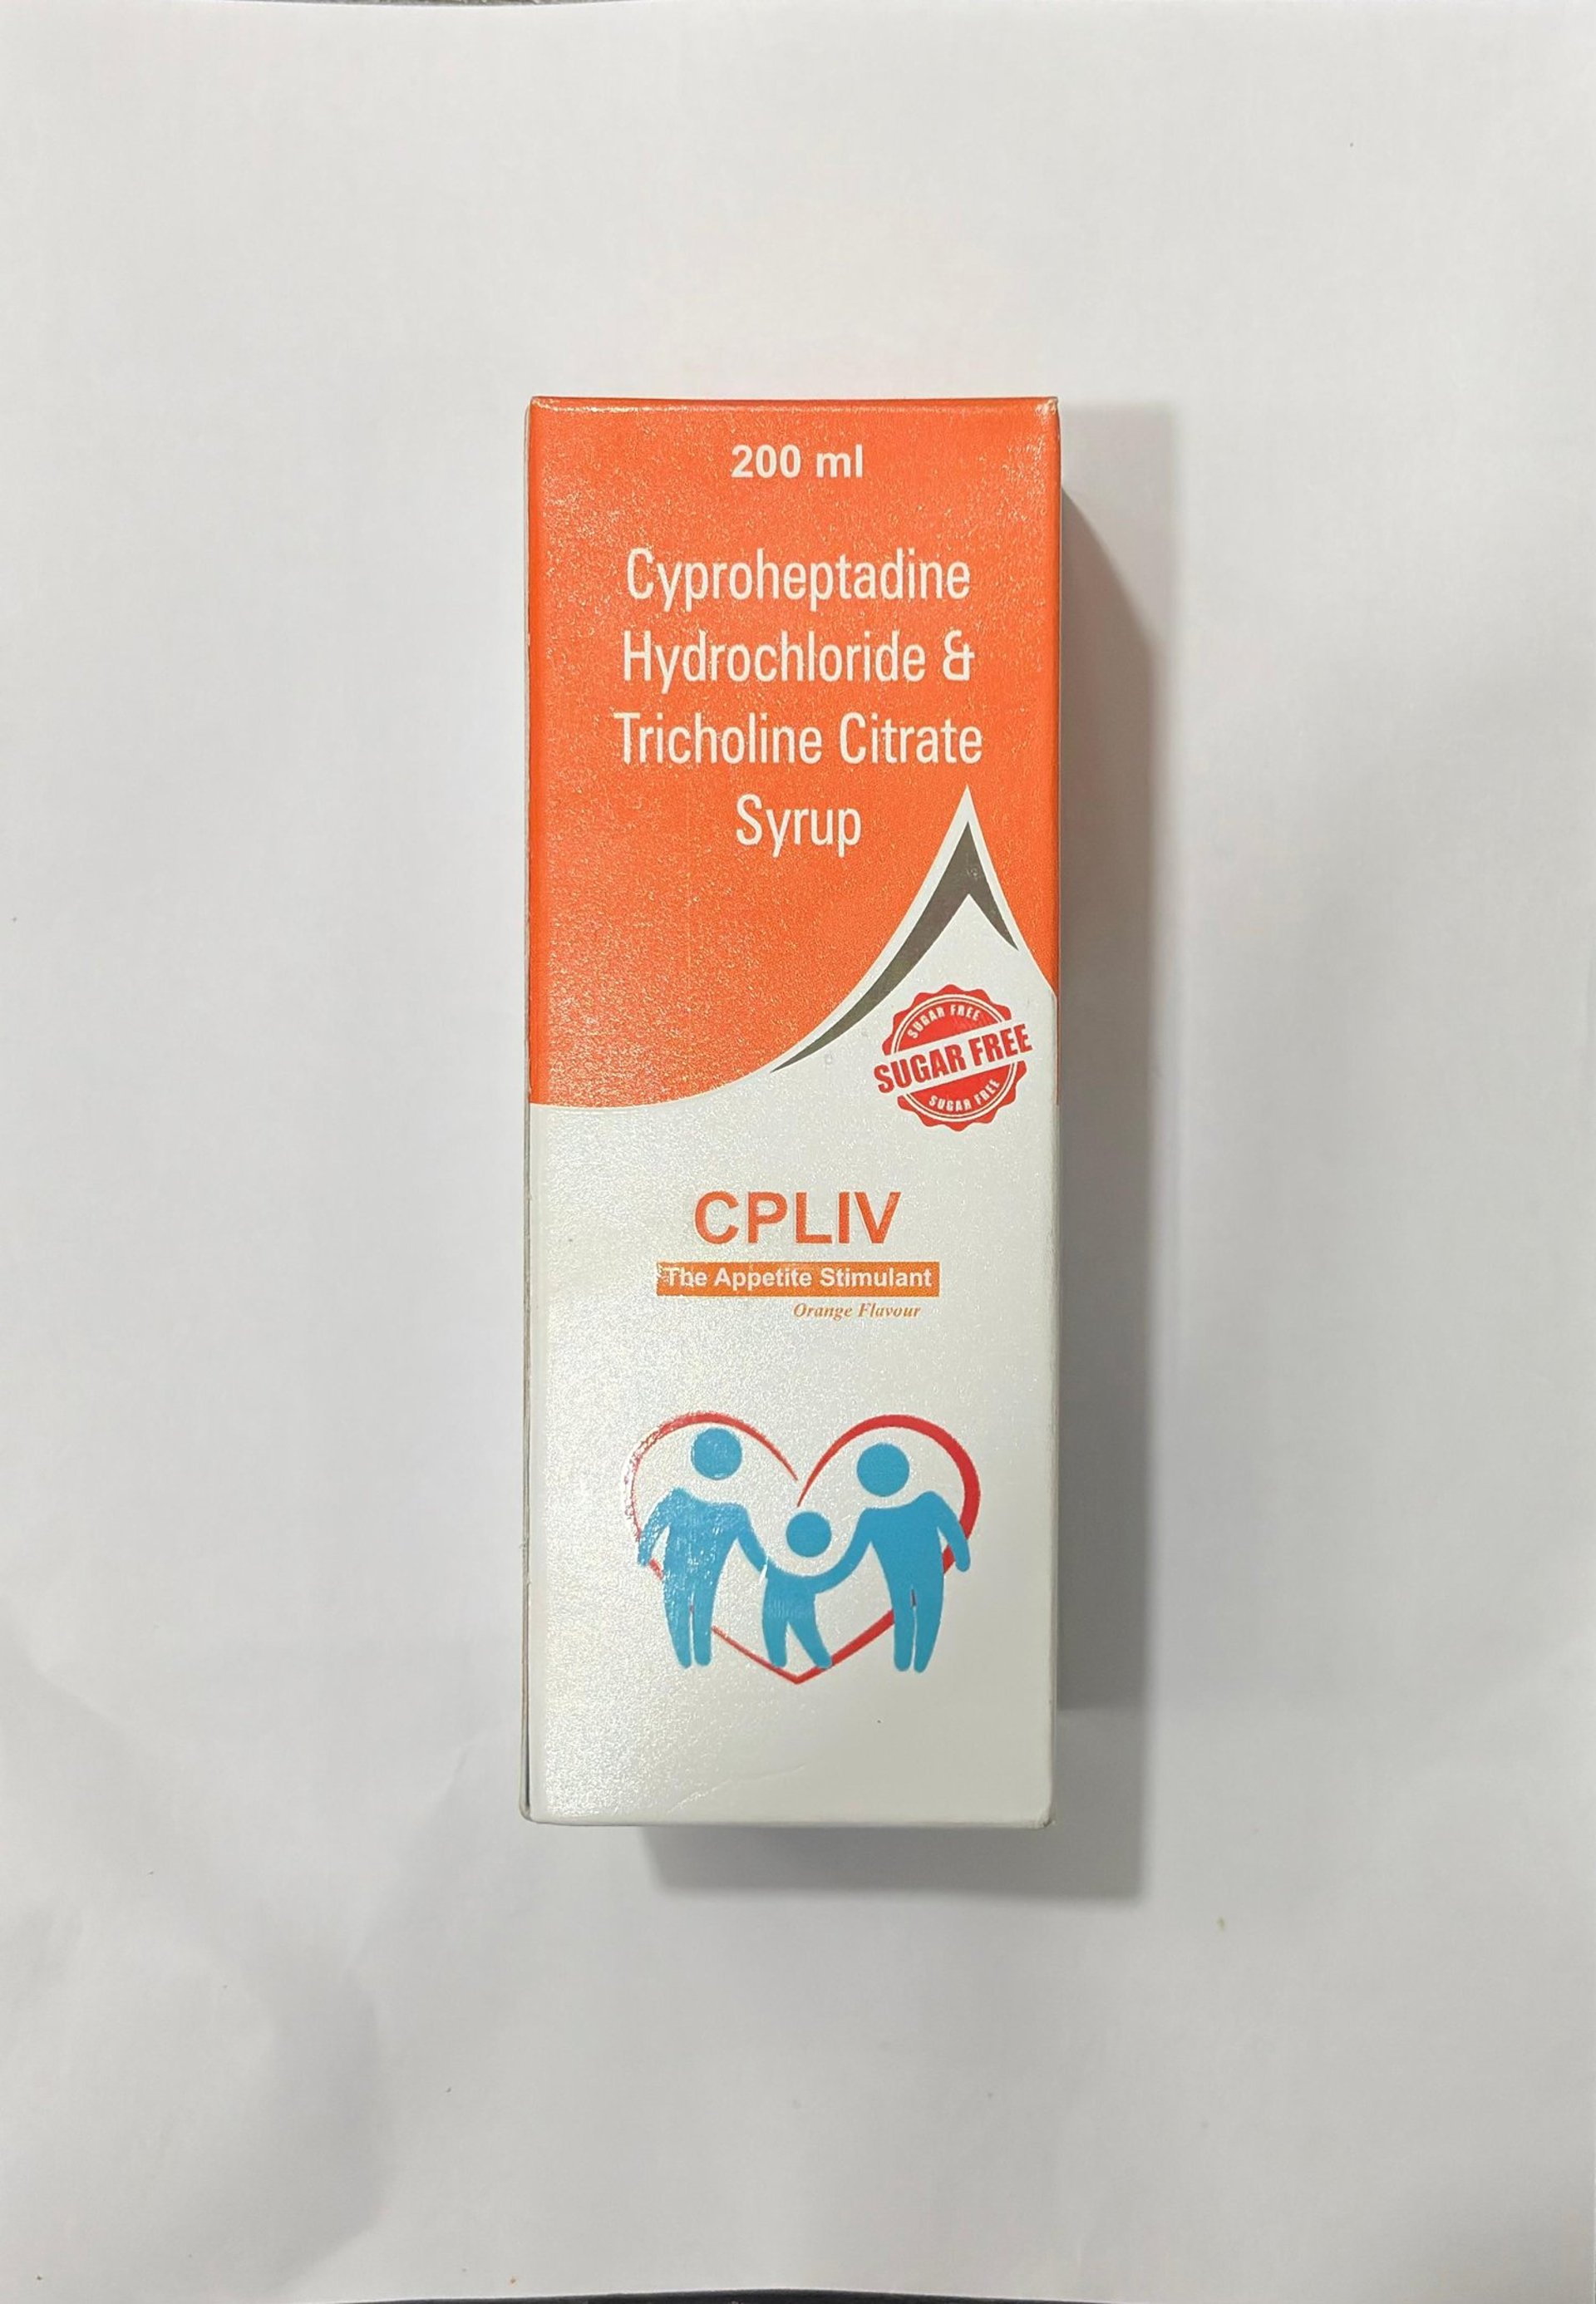 200 ml
Cyproheptadine
Hydrochloride &
Tricholine Citrate
Syrup
SUGAR FREE
SUGAR FREE
SUGAR FREE
CPLIV
The Appetite Stimulant
Orange Flavour